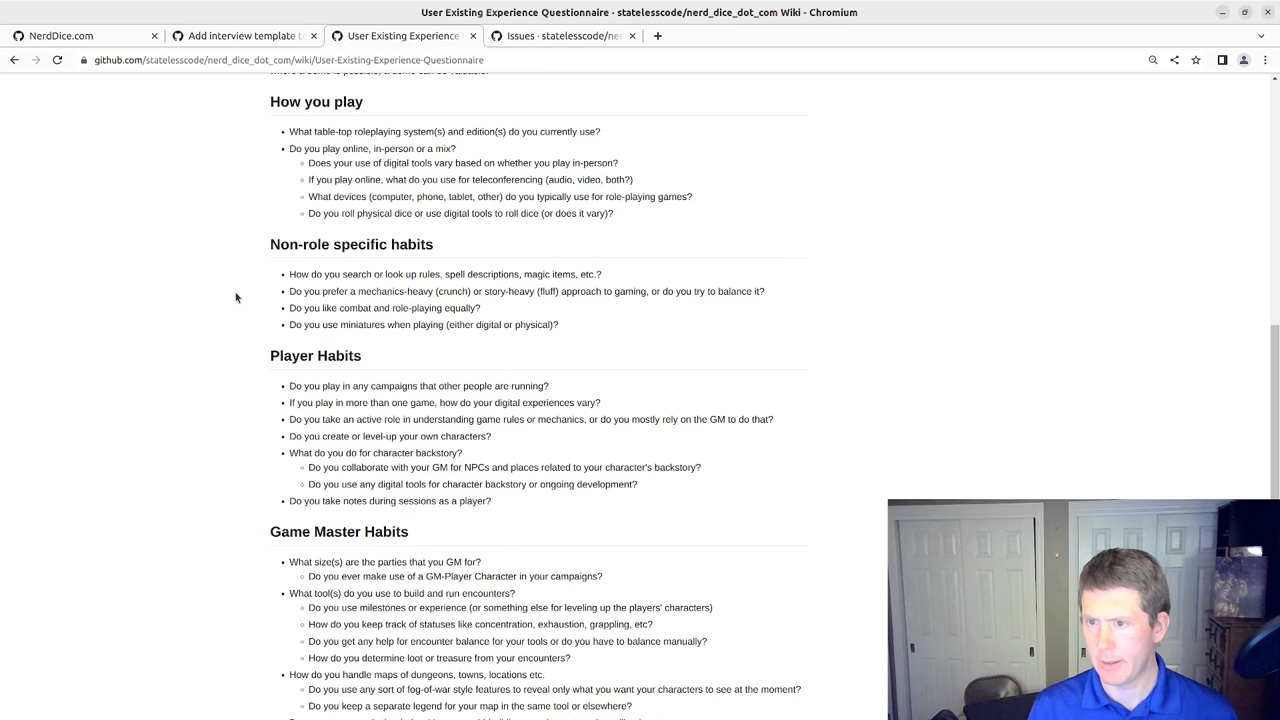 User Existing Experience Questionnaire · statelesscode/nerd_dice_dot_com Wiki - Chromium
NerdDice.com
Add interview template t
User Existing Experience
Issues · statelesscode/ner
github.com/statelesscode/nerd_dice_dot_com/wiki/User-Existing-Experience-Questionnaire
How you play
What table-top roleplaying system(s) and edition(s) do you currently use?
Do you play online, in-person or a mix?
Does your use of digital tools vary based on whether you play in-person?
If you play online, what do you use for teleconferencing (audio, video, both?)
What devices (computer, phone, tablet, other) do you typically use for role-playing games?
Do you roll physical dice or use digital tools to roll dice (or does it vary)?
Non-role specific habits
How do you search or look up rules, spell descriptions, magic items, etc.?
Do you prefer a mechanics-heavy (crunch) or story-heavy (fluff) approach to gaming, or do you try to balance it?
Do you like combat and role-playing equally?
Do you use miniatures when playing (either digital or physical)?
Player Habits
Do you play in any campaigns that other people are running?
If you play in more than one game, how do your digital experiences vary?
Do you take an active role in understanding game rules or mechanics, or do you mostly rely on the GM to do that?
Do you create or level-up your own characters?
What do you do for character backstory?
Do you collaborate with your GM for NPCs and places related to your character's backstory?
Do you use any digital tools for character backstory or ongoing development?
Do you take notes during sessions as a player?
Game Master Habits
What size(s) are the parties that you GM for?
Do you ever make use of a GM-Player Character in your campaigns?
What tool(s) do you use to build and run encounters?
Do you use milestones or experience (or something else for leveling up the players' characters)
How do you keep track of statuses like concentration, exhaustion, grappling, etc?
Do you get any help for encounter balance for your tools or do you have to balance manually?
How do you determine loot or treasure from your encounters?
How do you handle maps of dungeons, towns, locations etc.
Do you use any sort of fog-of-war style features to reveal only what you want your characters to see at the moment?
Do you keep a separate legend for your map in the same tool or elsewhere?